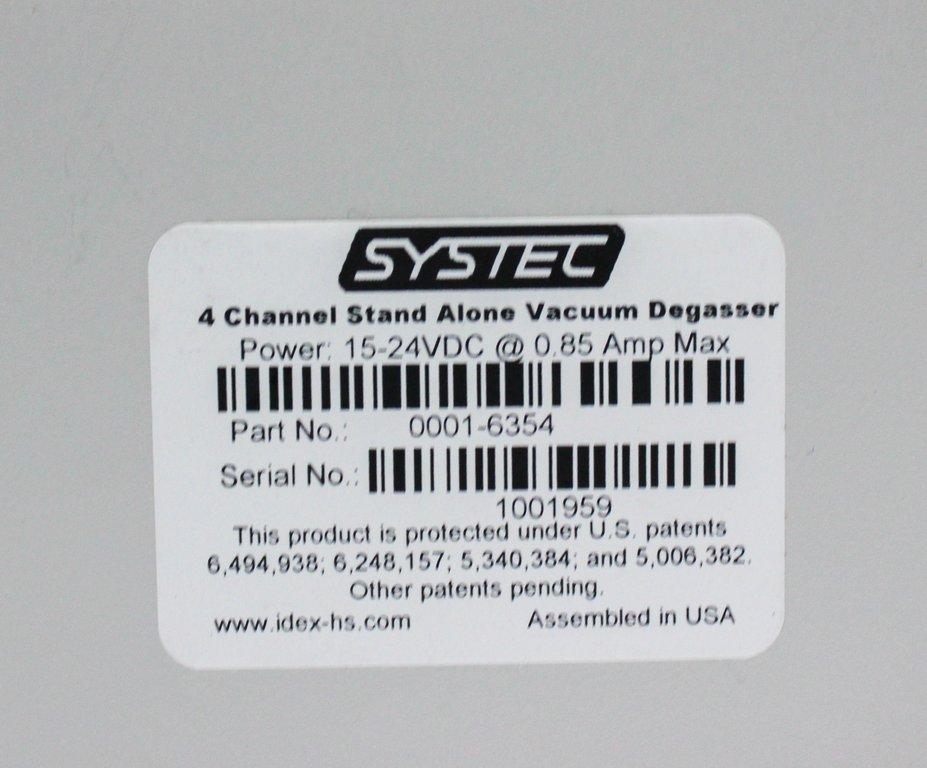 SYSTEC
4 Channel Stand Alone Vacuum Degasser
Power: 15-24VDC @ 0.85 Amp Max
Part No.: 0001-6354
Serial No.:
1001959
This product is protected under U.S. patents
6,494,938; 6,248,157; 5,340,384; and 5,006,382.
Other patents pending.
www.idex-hs.com Assembled in USA